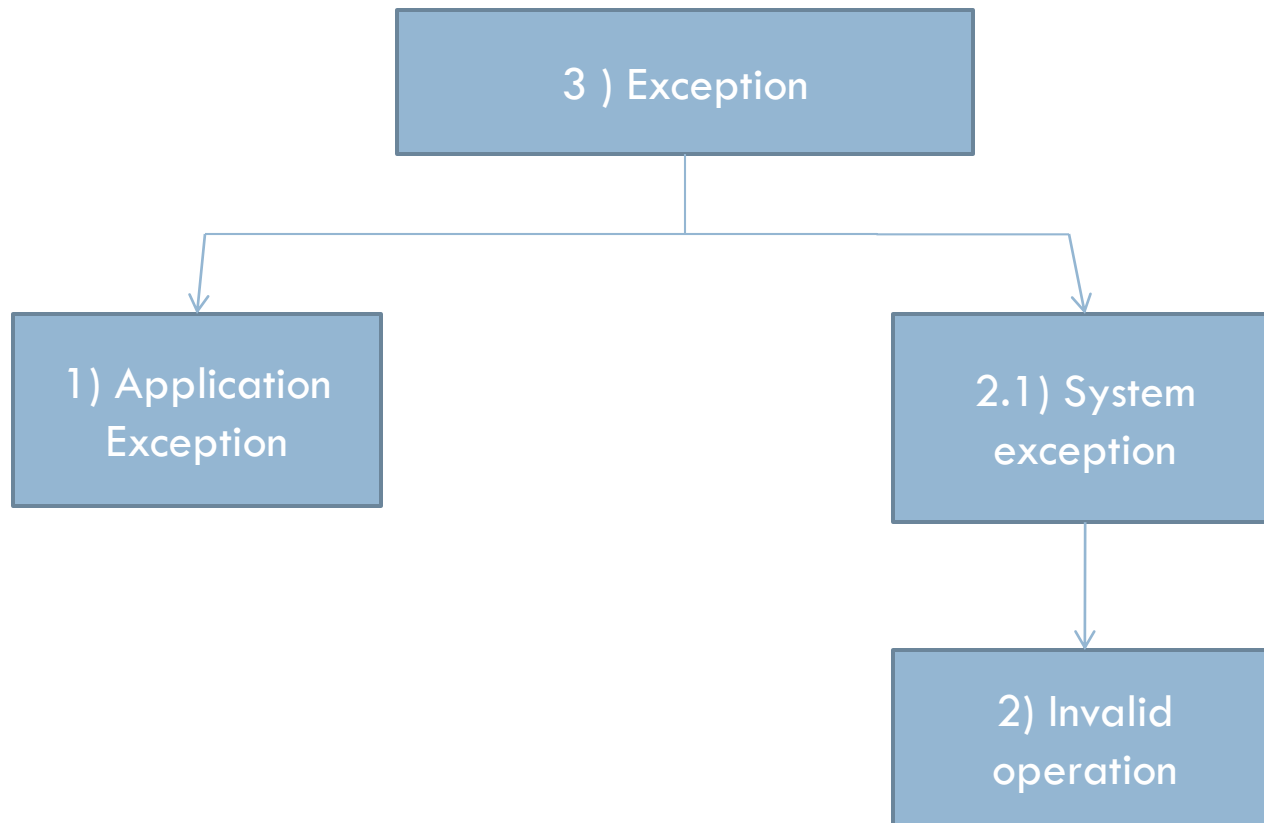 3 ) Exception
1) Application
Exception
2.1) System
exception
2) Invalid
operation